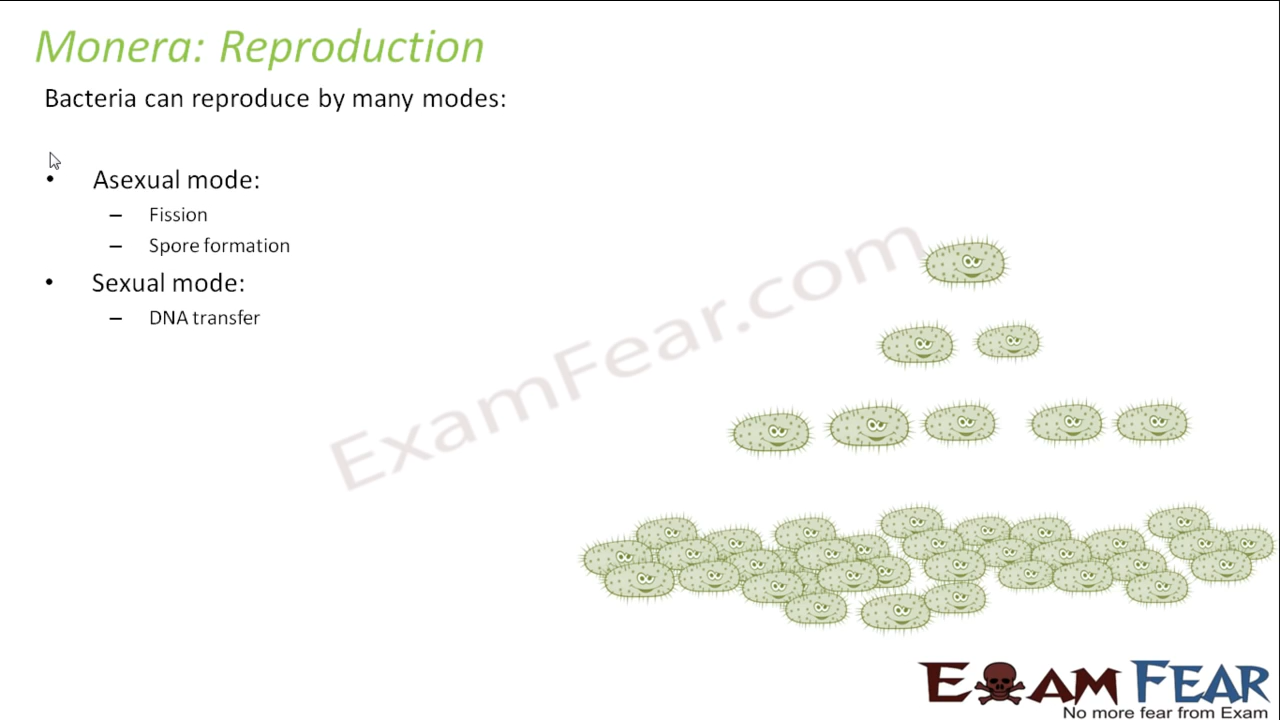 Monera: Reproduction
Bacteria can reproduce by many modes:
• Asexual mode:
– Fission
– Spore formation
• Sexual mode:
– DNA transfer
ExamFear.com
EXAM FEAR
No more fear from Exam